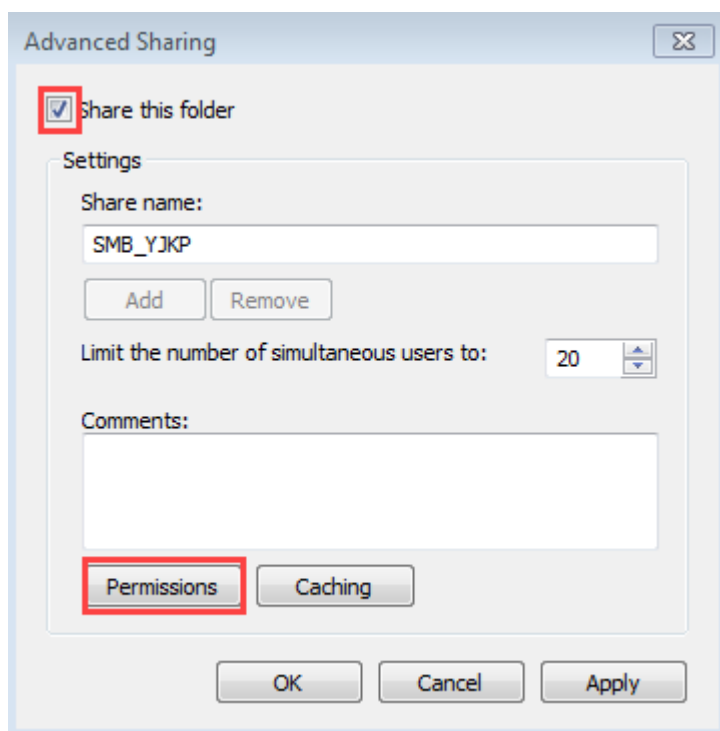 Advanced Sharing
Share this folder
Settings
Share name:
SMB_YJKP
Add Remove
Limit the number of simultaneous users to: 20
Comments:
Permissions Caching
OK Cancel Apply